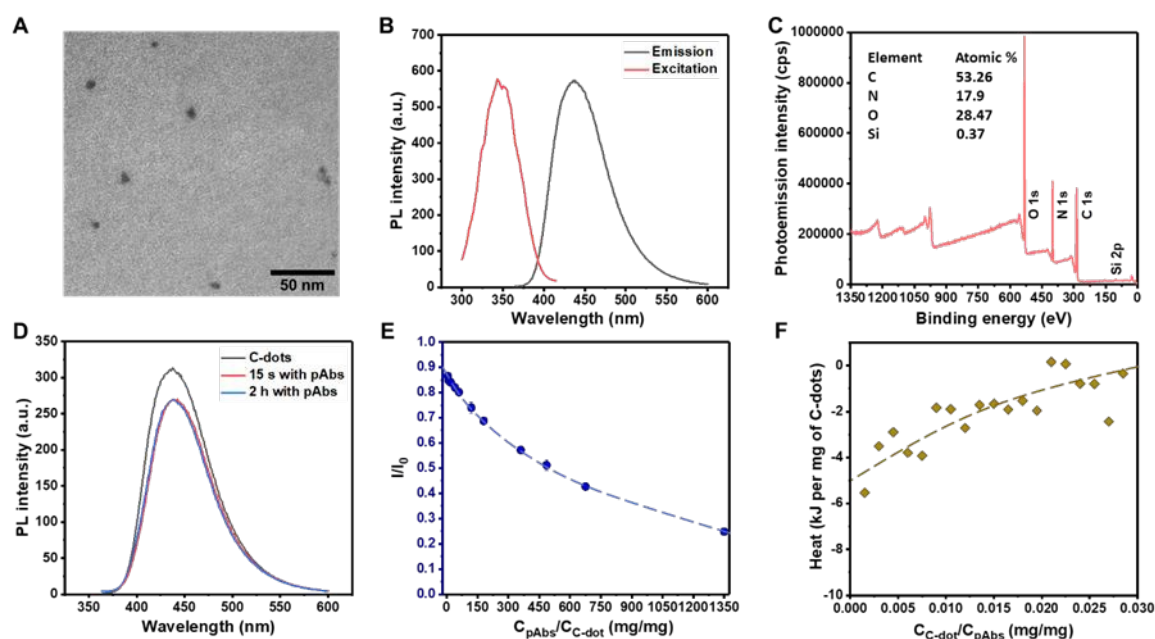 A
50 nm
B
PL intensity (a.u.)
700
600
500
400
300
200
100
0
Emission
Excitation
300 350 400 450 500 550 600
Wavelength (nm)
C
Photoemission intensity (cps)
1000000
800000
600000
400000
200000
0
Element Atomic %
C 53.26
N 17.9
O 28.47
Si 0.37
O 1s
N 1s
C 1s
Si 2p
1350 1200 1050 900 750 600 450 300 150 0
Binding energy (eV)
D
PL intensity (a.u.)
350
300
250
200
150
100
50
0
C-dots
15 s with pAbs
2 h with pAbs
350 400 450 500 550 600
Wavelength (nm)
E
I/I0
1.0
0.9
0.8
0.7
0.6
0.5
0.4
0.3
0.2
0.1
0.0
0 150 300 450 600 750 900 1050 1200 1350
CpAbs/CC-dot (mg/mg)
F
Heat (kJ per mg of C-dots)
0
-2
-4
-6
-8
-10
0.000 0.005 0.010 0.015 0.020 0.025 0.030
CC-dot/CpAbs (mg/mg)